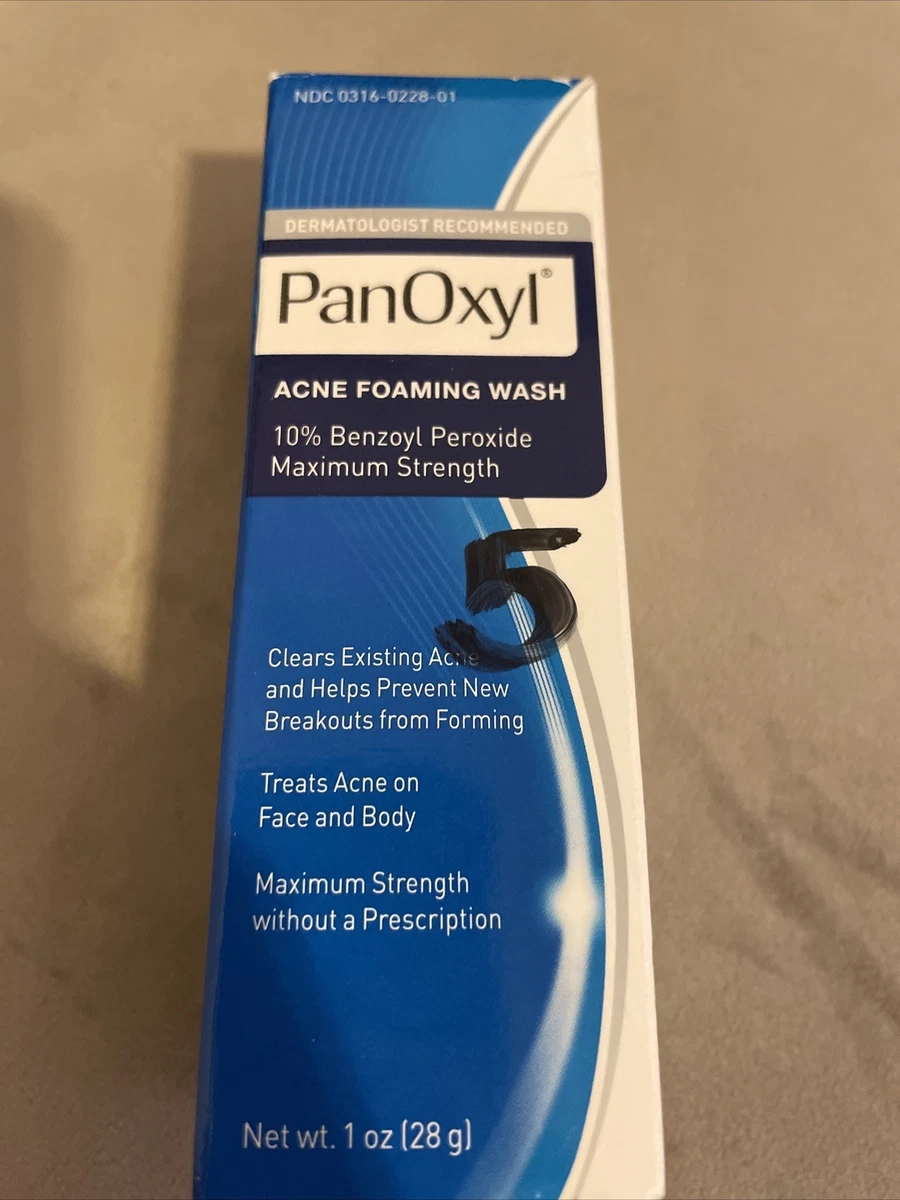 NDC 0316-0228-01
DERMATOLOGIST RECOMMENDED
PanOxyl®
ACNE FOAMING WASH
10% Benzoyl Peroxide
Maximum Strength
5
Clears Existing Acne
and Helps Prevent New
Breakouts from Forming
Treats Acne on
Face and Body
Maximum Strength
without a Prescription
Net wt. 1 oz (28 g)